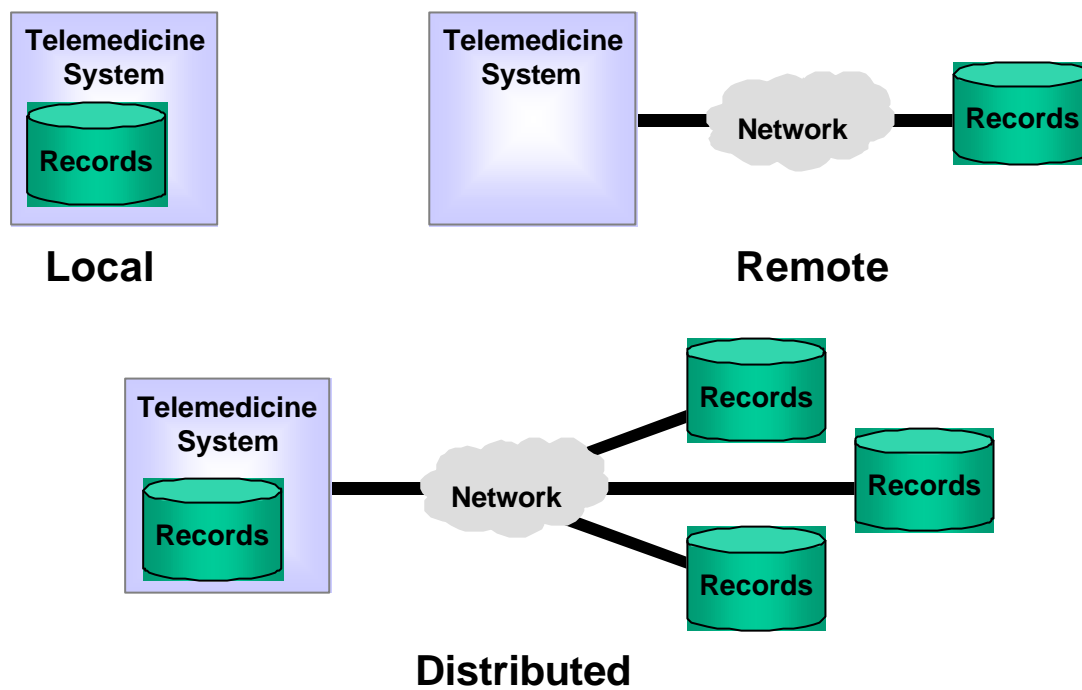 Telemedicine
System
Records
Local
Telemedicine
System
Network
Records
Remote
Telemedicine
System
Records
Network
Records
Records
Records
Distributed